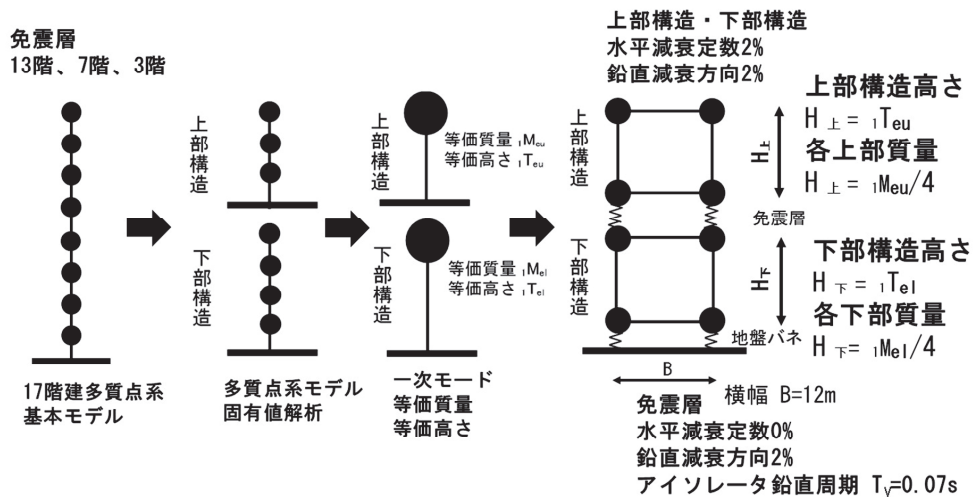 免震層
13階、7階、3階
17階建多質点系
基本モデル
上部構造
下部構造
多質点系モデル
固有値解析
上部構造
等価質量 ₁Mₑᵤ
等価高さ ₁Tₑᵤ
下部構造
等価質量 ₁Mₑₗ
等価高さ ₁Tₑₗ
一次モード
等価質量
等価高さ
上部構造・下部構造
水平減衰定数2%
鉛直減衰方向2%
上部構造
H上
免震層
下部構造
H下
地盤バネ
B
横幅 B=12m
上部構造高さ
H 上 = ₁Tₑᵤ
各上部質量
H 上 = ₁Mₑᵤ/4
下部構造高さ
H 下 = ₁Tₑₗ
各下部質量
H 下= ₁Mₑₗ/4
免震層
水平減衰定数0%
鉛直減衰方向2%
アイソレータ鉛直周期 Tᵥ=0.07s